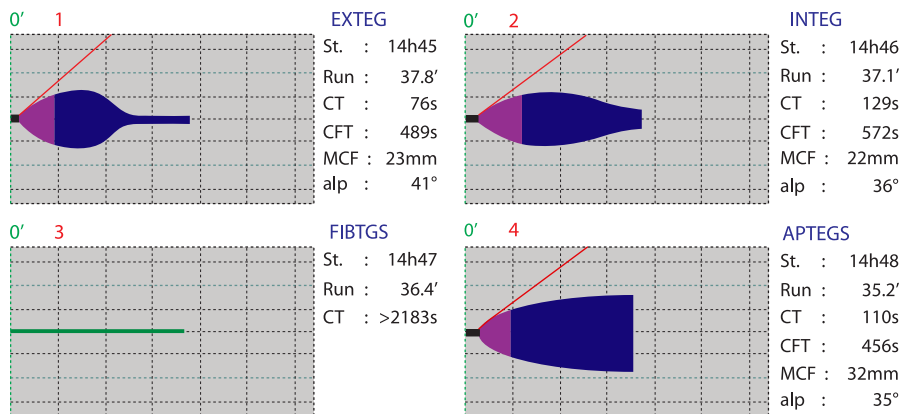 0' 1 EXTEG
St. : 14h45
Run : 37.8'
CT : 76s
CFT : 489s
MCF : 23mm
alp : 41°
0' 2 INTEG
St. : 14h46
Run : 37.1'
CT : 129s
CFT : 572s
MCF : 22mm
alp : 36°
0' 3 FIBTGS
St. : 14h47
Run : 36.4'
CT : >2183s
0' 4 APTEGS
St. : 14h48
Run : 35.2'
CT : 110s
CFT : 456s
MCF : 32mm
alp : 35°